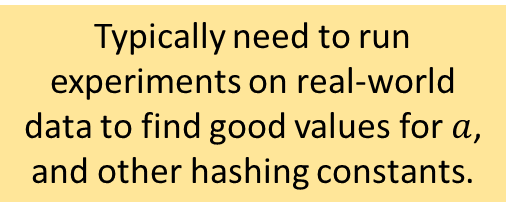 Typically need to run
experiments on real-world
data to find good values for a,
and other hashing constants.